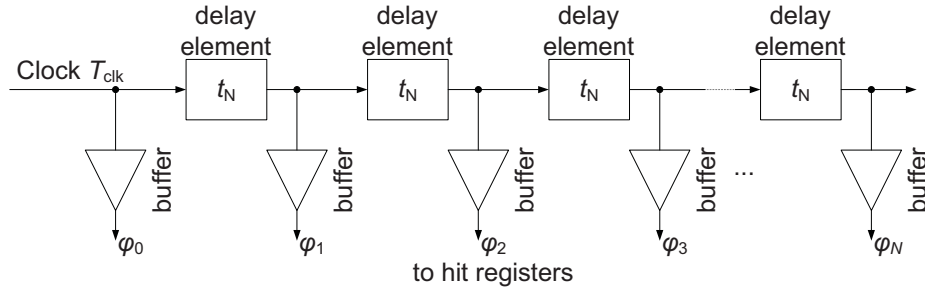 delay element
delay element
delay element
delay element
Clock T_clk
t_N
t_N
t_N
t_N
buffer
buffer
buffer
buffer
...
buffer
φ_0
φ_1
φ_2
φ_3
φ_N
to hit registers